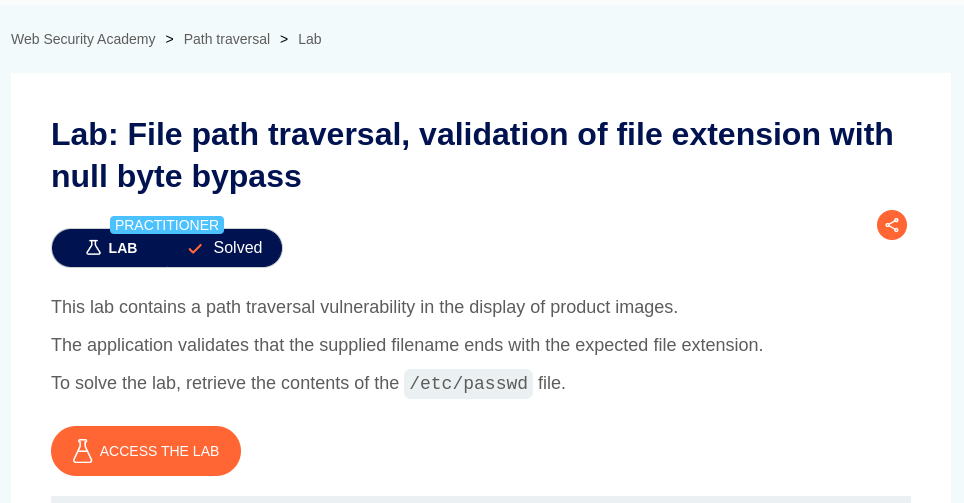 Web Security Academy > Path traversal > Lab
Lab: File path traversal, validation of file extension with
null byte bypass
PRACTITIONER
LAB Solved
This lab contains a path traversal vulnerability in the display of product images.
The application validates that the supplied filename ends with the expected file extension.
To solve the lab, retrieve the contents of the /etc/passwd file.
ACCESS THE LAB